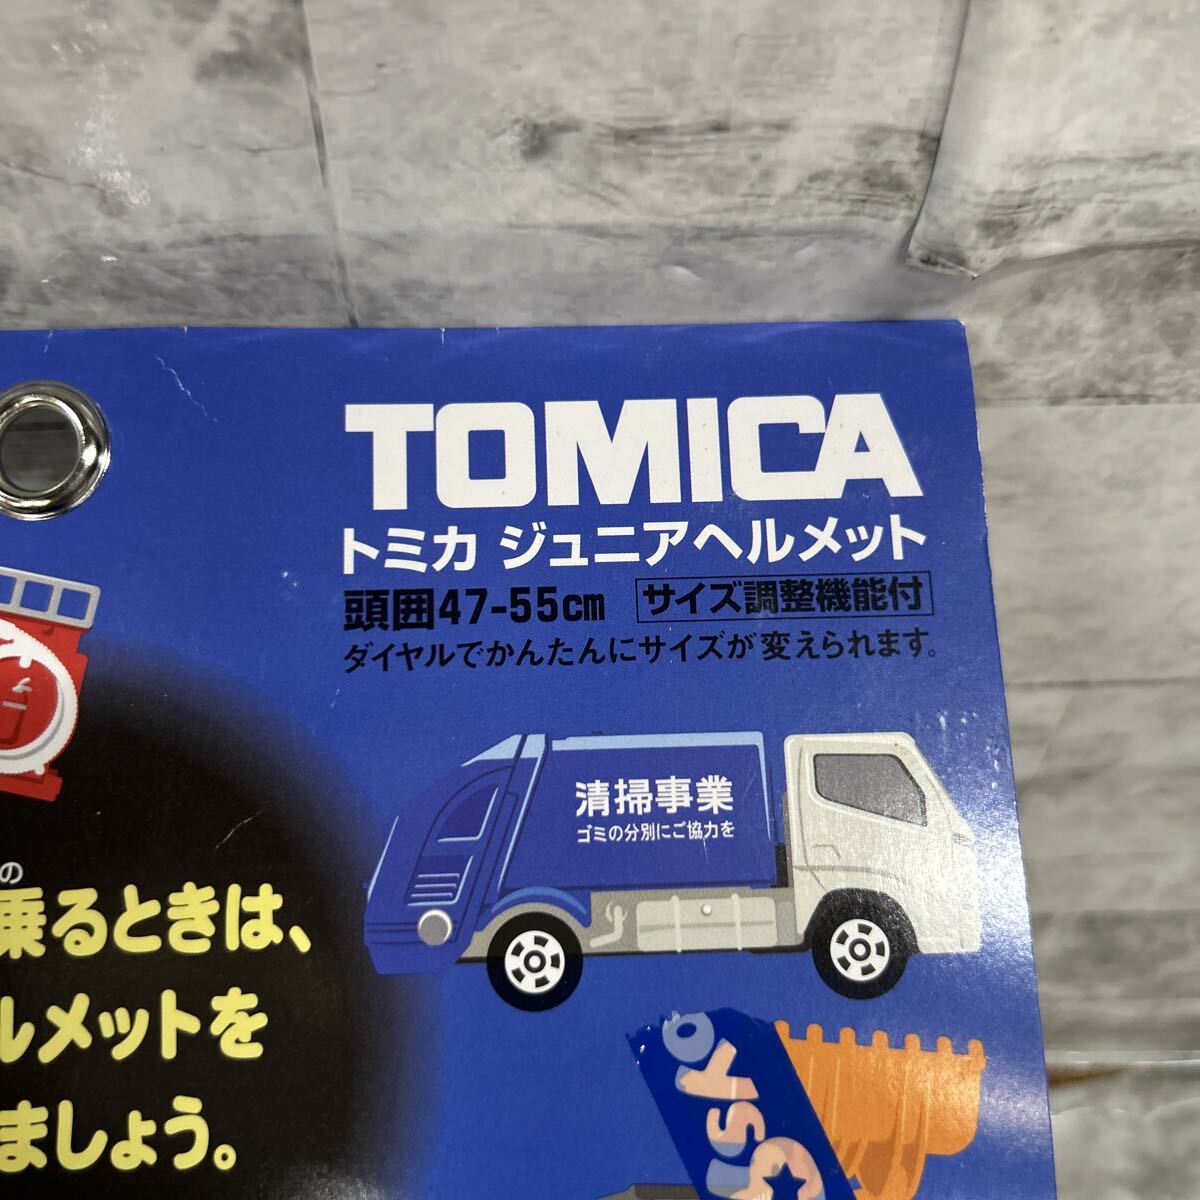 TOMICA
トミカ ジュニアヘルメット
頭囲47-55cm サイズ調整機能付
ダイヤルでかんたんにサイズが変えられます。
清掃事業
ゴミの分別にご協力を
の
乗るときは、
ルメットを
ましょう。